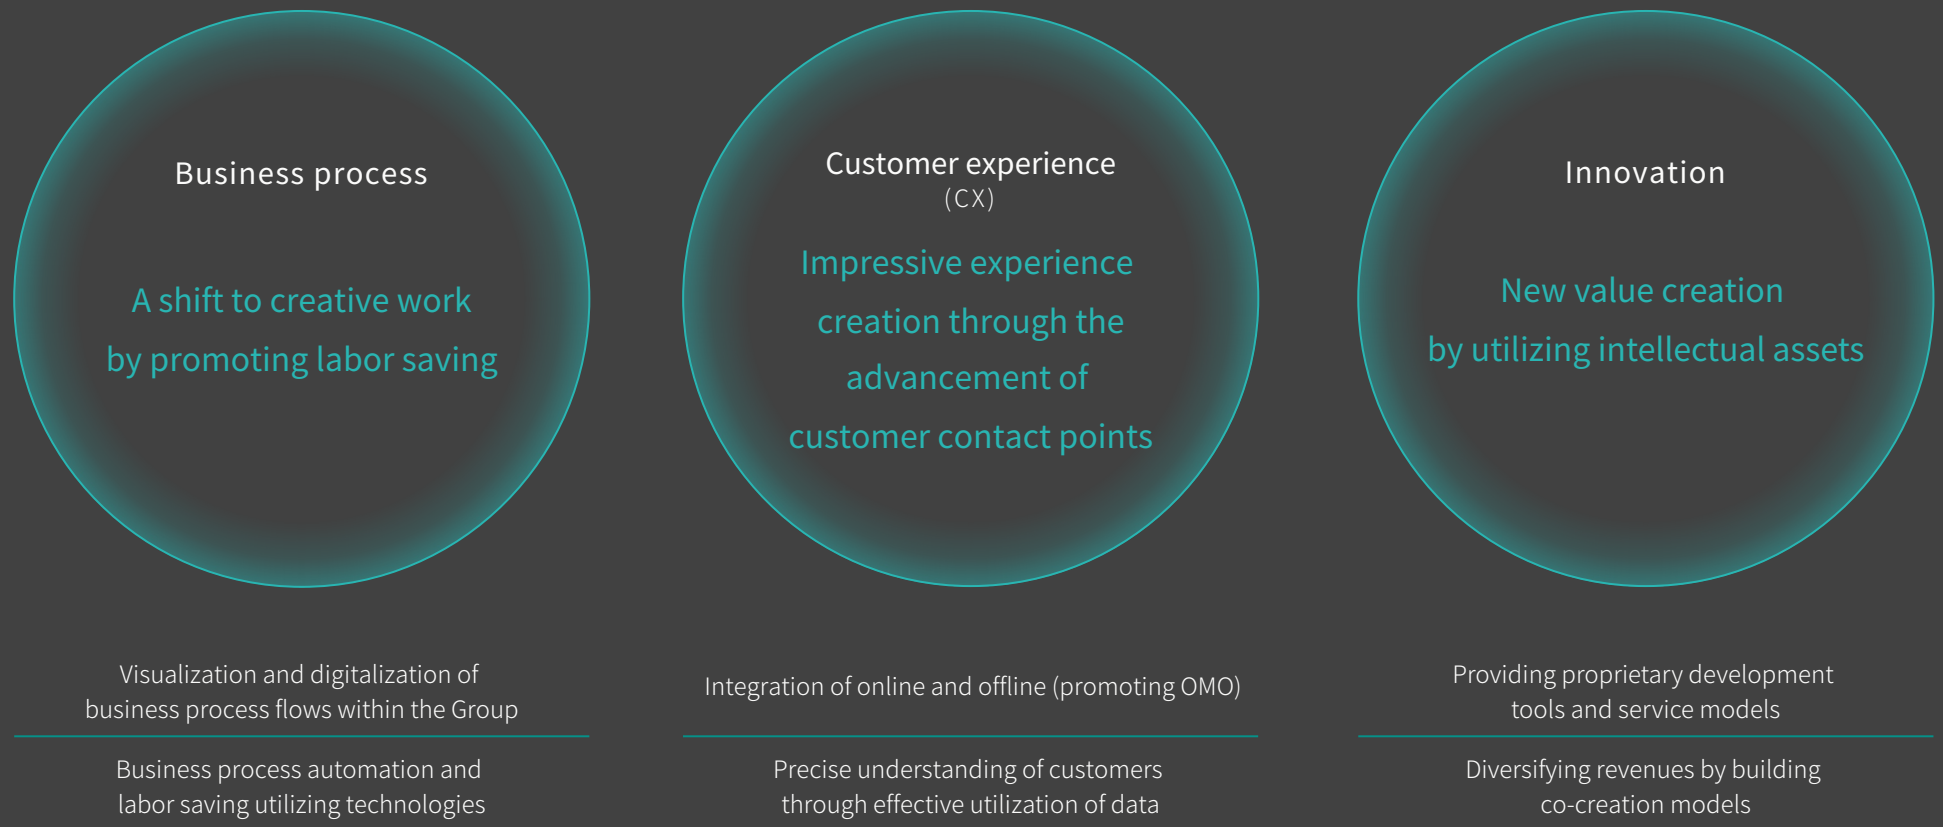 Business process
A shift to creative work
by promoting labor saving
Visualization and digitalization of
business process flows within the Group
Business process automation and
labor saving utilizing technologies
Customer experience
(CX)
Impressive experience
creation through the
advancement of
customer contact points
Integration of online and offline (promoting OMO)
Precise understanding of customers
through effective utilization of data
Innovation
New value creation
by utilizing intellectual assets
Providing proprietary development
tools and service models
Diversifying revenues by building
co-creation models